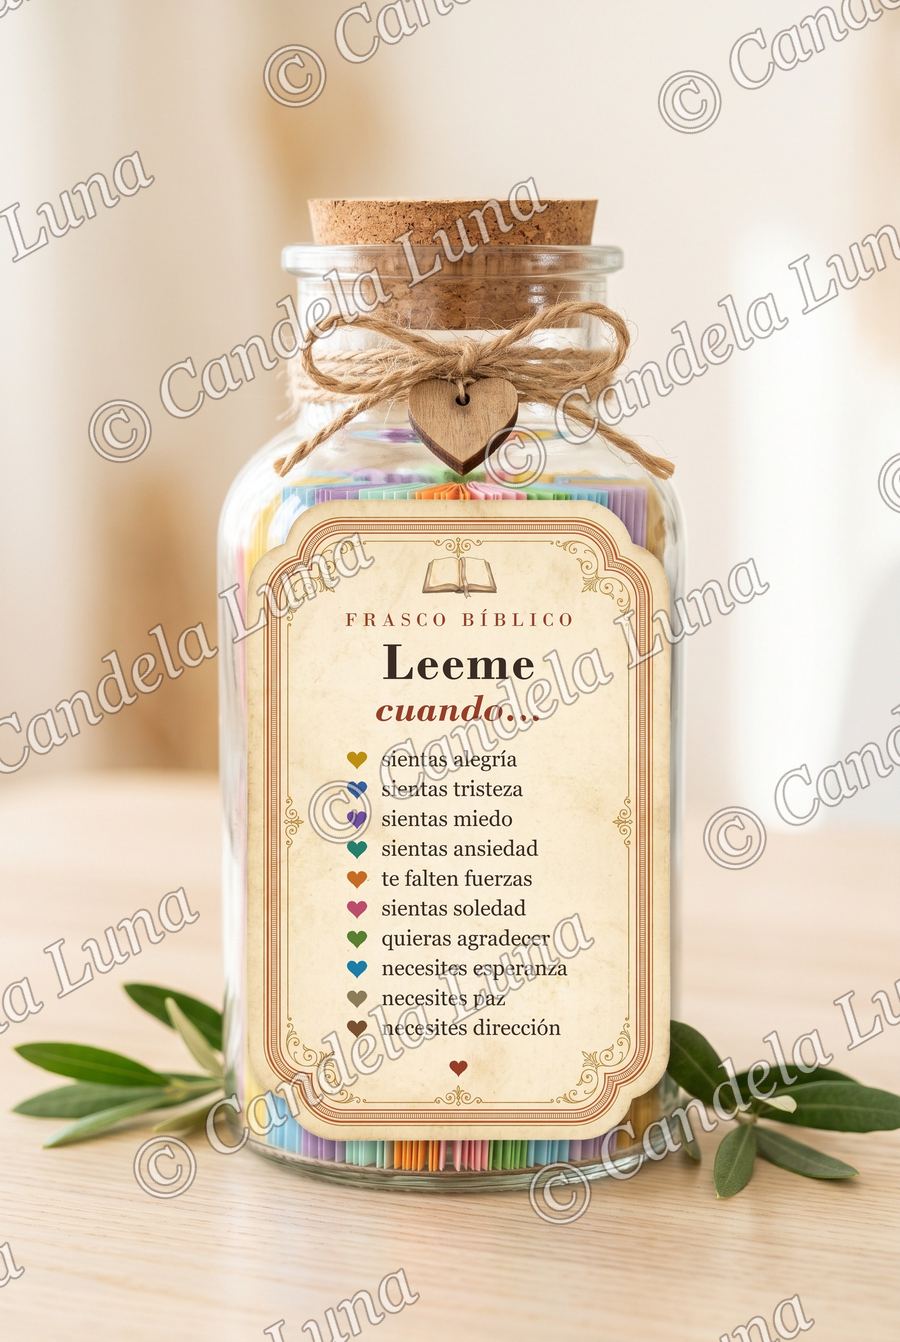 FRASCO BÍBLICO
Leeme
cuando...
sientas alegría
sientas tristeza
sientas miedo
sientas ansiedad
te falten fuerzas
sientas soledad
quieras agradecer
necesites esperanza
necesites paz
necesites dirección
© Candela Luna